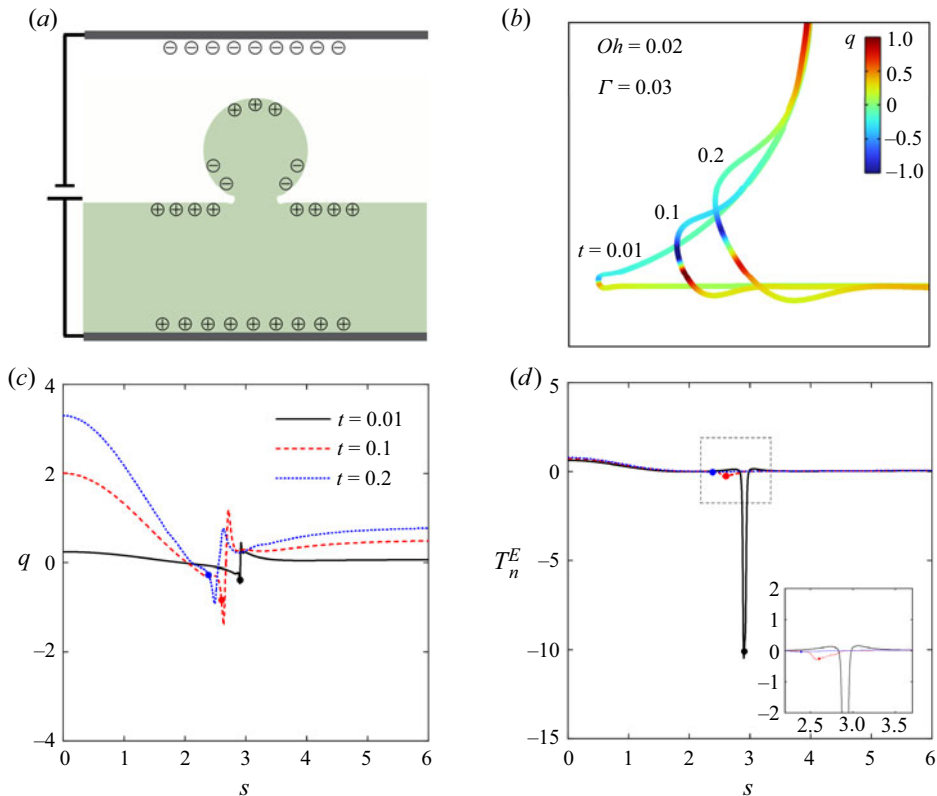 (a)
(b)
Oh = 0.02
Γ = 0.03
q
1.0
0.5
0
−0.5
−1.0
0.2
0.1
t = 0.01
(c)
4
2
0
−2
−4
q
0 1 2 3 4 5 6
s
t = 0.01
t = 0.1
t = 0.2
(d)
5
0
−5
−10
−15
T_n^E
0 1 2 3 4 5 6
s
2
1
0
−1
−2
2.5 3.0 3.5